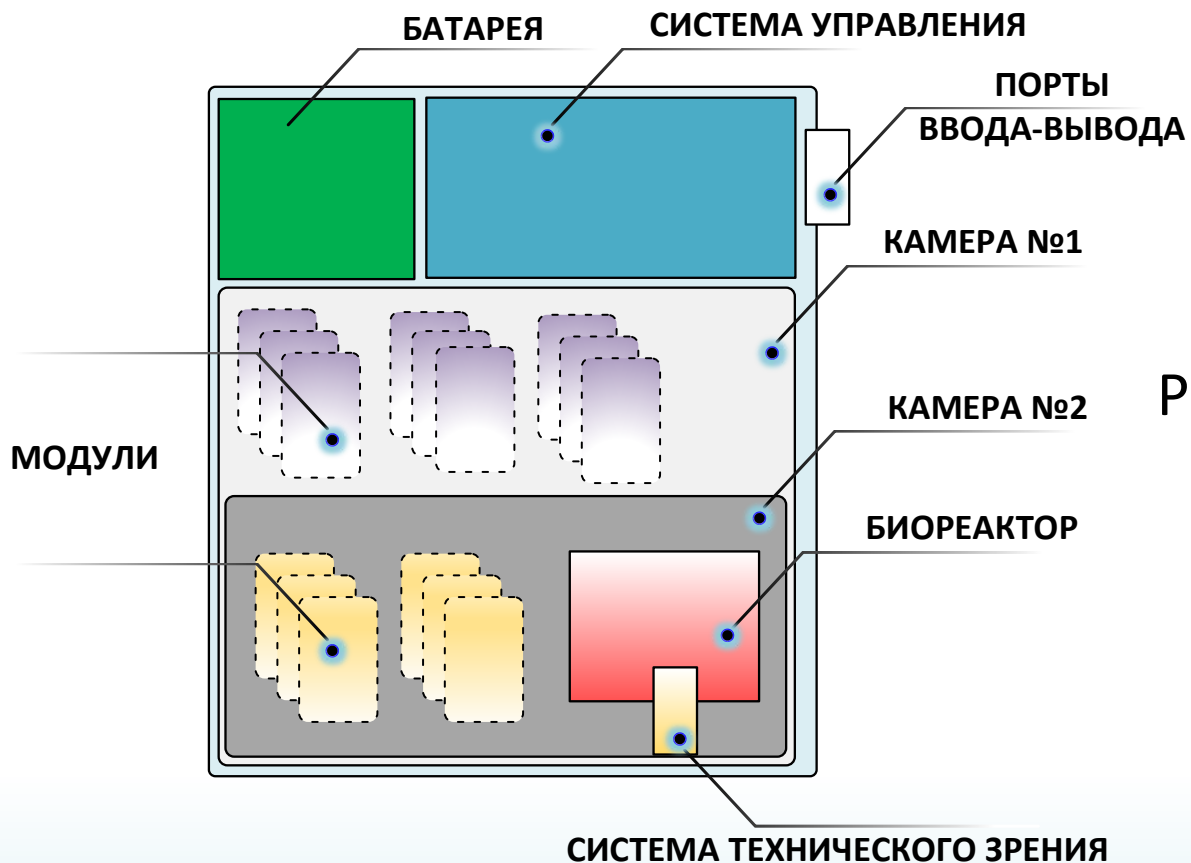 БАТАРЕЯ
СИСТЕМА УПРАВЛЕНИЯ
ПОРТЫ
ВВОДА-ВЫВОДА
КАМЕРА №1
КАМЕРА №2
Р
МОДУЛИ
БИОРЕАКТОР
СИСТЕМА ТЕХНИЧЕСКОГО ЗРЕНИЯ